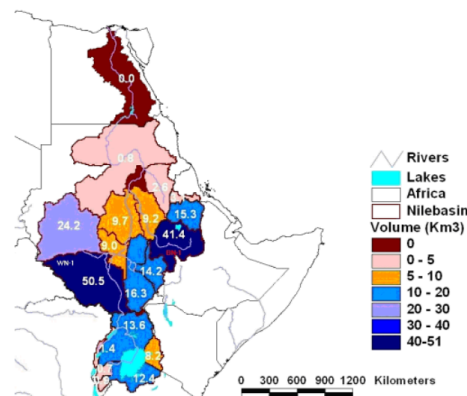 0.0
0.8
2.6
9.7
9.2
15.3
24.2
41.4
9.0
WN-1
14.2
50.5
16.3
13.6
1.4
8.2
12.4
Rivers
Lakes
Africa
Nilebasin
Volume (Km3)
0
0 - 5
5 - 10
10 - 20
20 - 30
30 - 40
40-51
0 300 600 900 1200 Kilometers